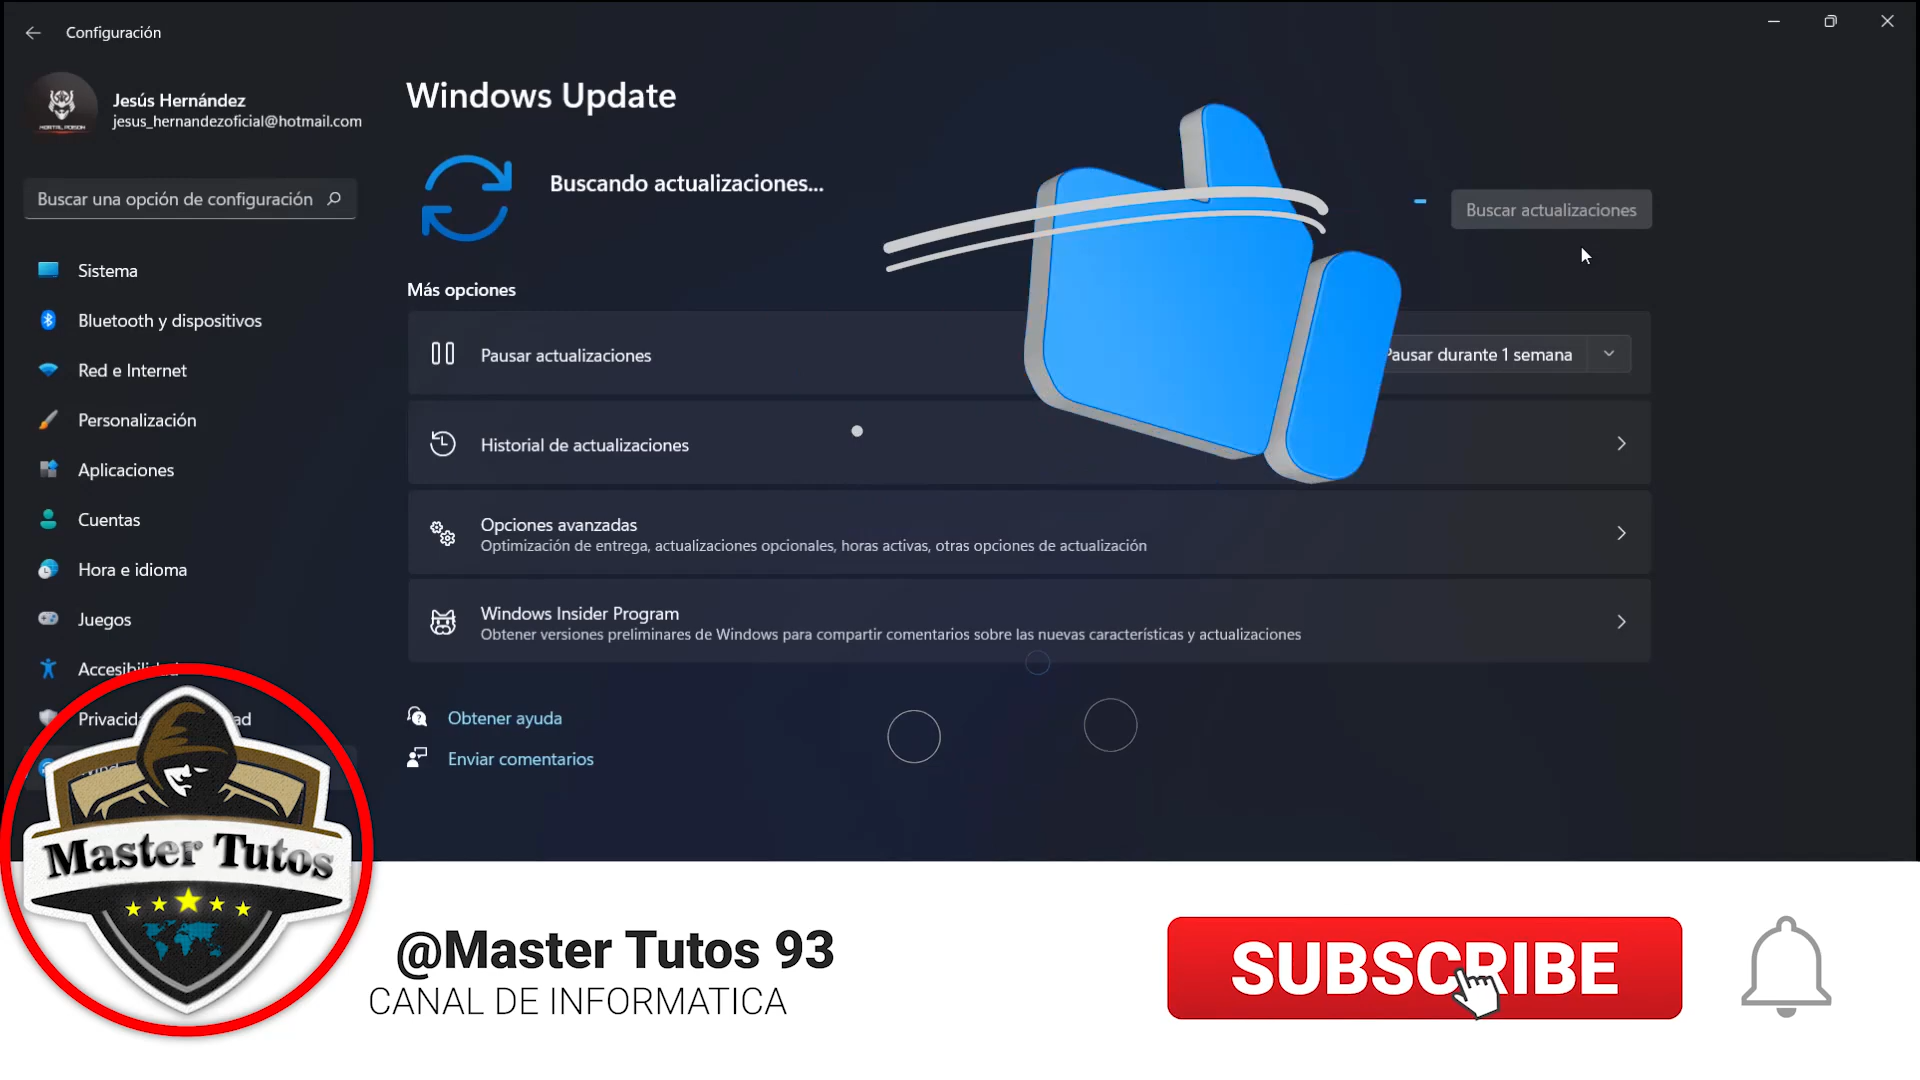 Configuración
Jesús Hernández
jesus_hernandezoficial@hotmail.com
Buscar una opción de configuración
Sistema
Bluetooth y dispositivos
Red e Internet
Personalización
Aplicaciones
Cuentas
Hora e idioma
Juegos
Windows Update
Buscando actualizaciones...
Buscar actualizaciones
Más opciones
Pausar actualizaciones
Pausar durante 1 semana
Historial de actualizaciones
Opciones avanzadas
Optimización de entrega, actualizaciones opcionales, horas activas, otras opciones de actualización
Windows Insider Program
Obtener versiones preliminares de Windows para compartir comentarios sobre las nuevas características y actualizaciones
Obtener ayuda
Enviar comentarios
Master Tutos
@Master Tutos 93
CANAL DE INFORMATICA
SUBSCRIBE